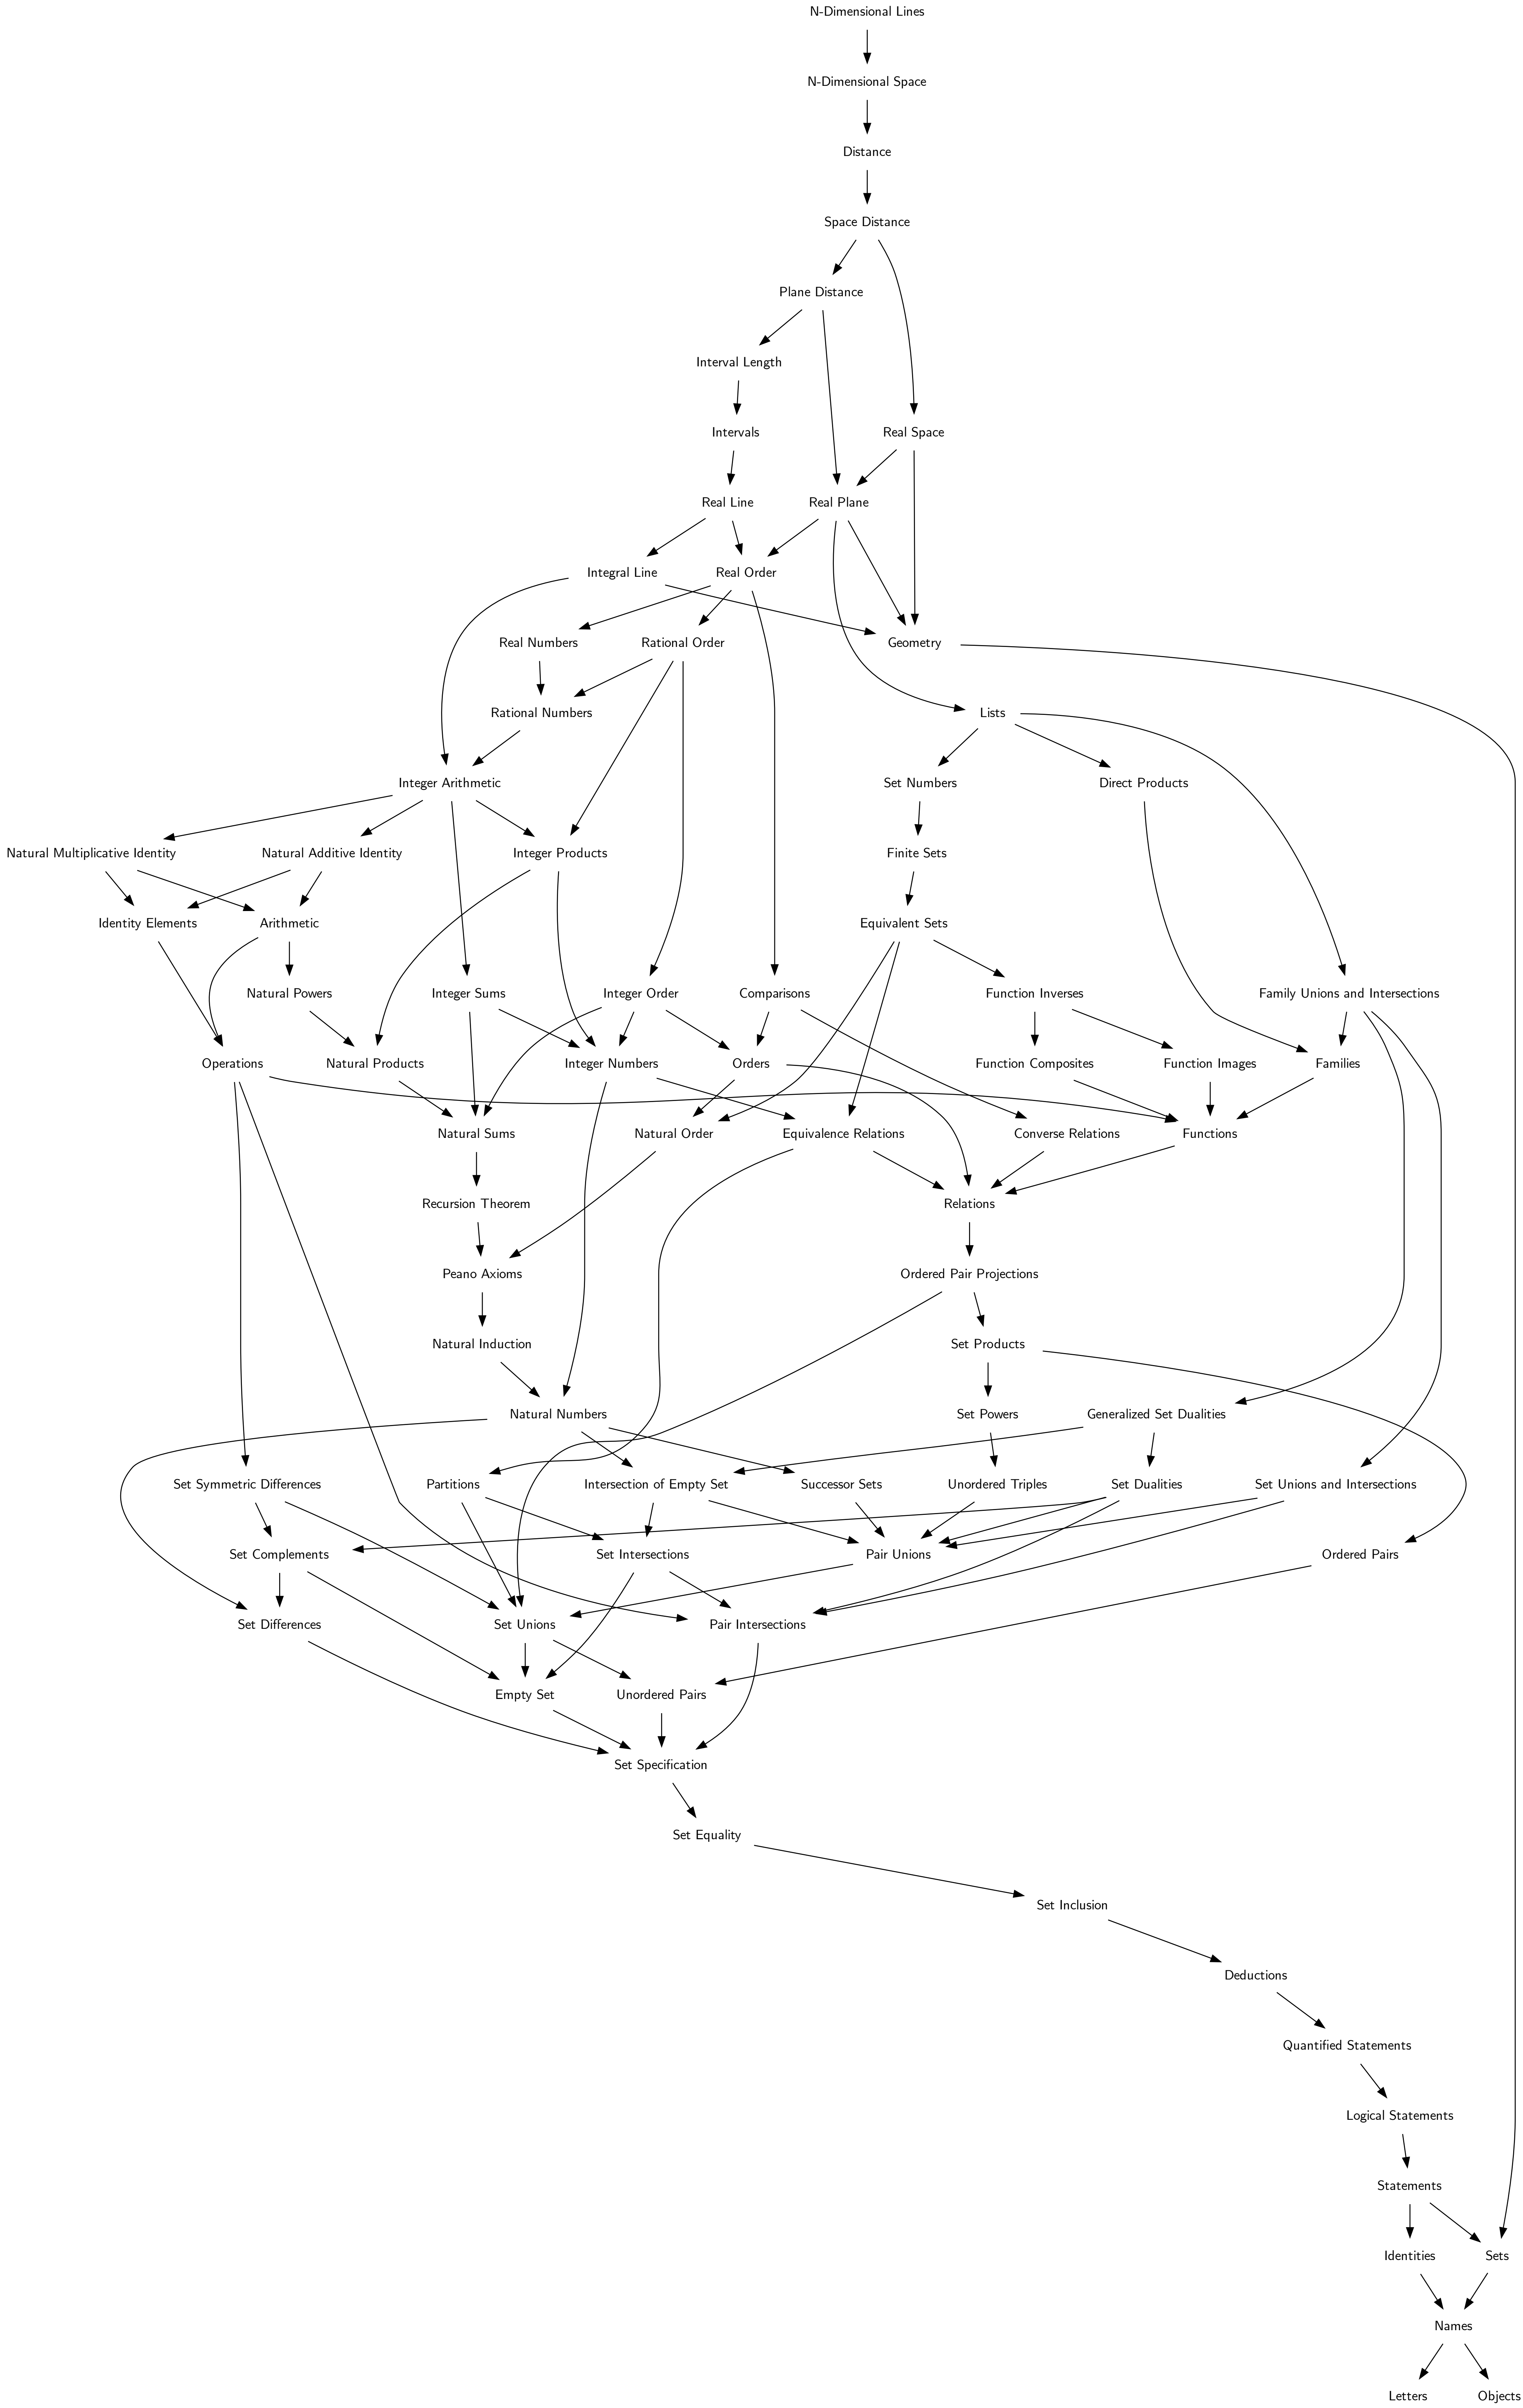 N-Dimensional Lines
N-Dimensional Space
Distance
Space Distance
Plane Distance
Interval Length
Intervals
Real Space
Real Line
Real Plane
Integral Line
Real Order
Real Numbers
Rational Order
Geometry
Rational Numbers
Lists
Integer Arithmetic
Set Numbers
Direct Products
Natural Multiplicative Identity
Natural Additive Identity
Integer Products
Finite Sets
Identity Elements
Arithmetic
Equivalent Sets
Natural Powers
Integer Sums
Integer Order
Comparisons
Function Inverses
Family Unions and Intersections
Operations
Natural Products
Integer Numbers
Orders
Function Composites
Function Images
Families
Natural Sums
Natural Order
Equivalence Relations
Converse Relations
Functions
Recursion Theorem
Relations
Peano Axioms
Ordered Pair Projections
Natural Induction
Set Products
Natural Numbers
Set Powers
Generalized Set Dualities
Set Symmetric Differences
Partitions
Intersection of Empty Set
Successor Sets
Unordered Triples
Set Dualities
Set Unions and Intersections
Set Complements
Set Intersections
Pair Unions
Ordered Pairs
Set Differences
Set Unions
Pair Intersections
Empty Set
Unordered Pairs
Set Specification
Set Equality
Set Inclusion
Deductions
Quantified Statements
Logical Statements
Statements
Identities
Sets
Names
Letters
Objects